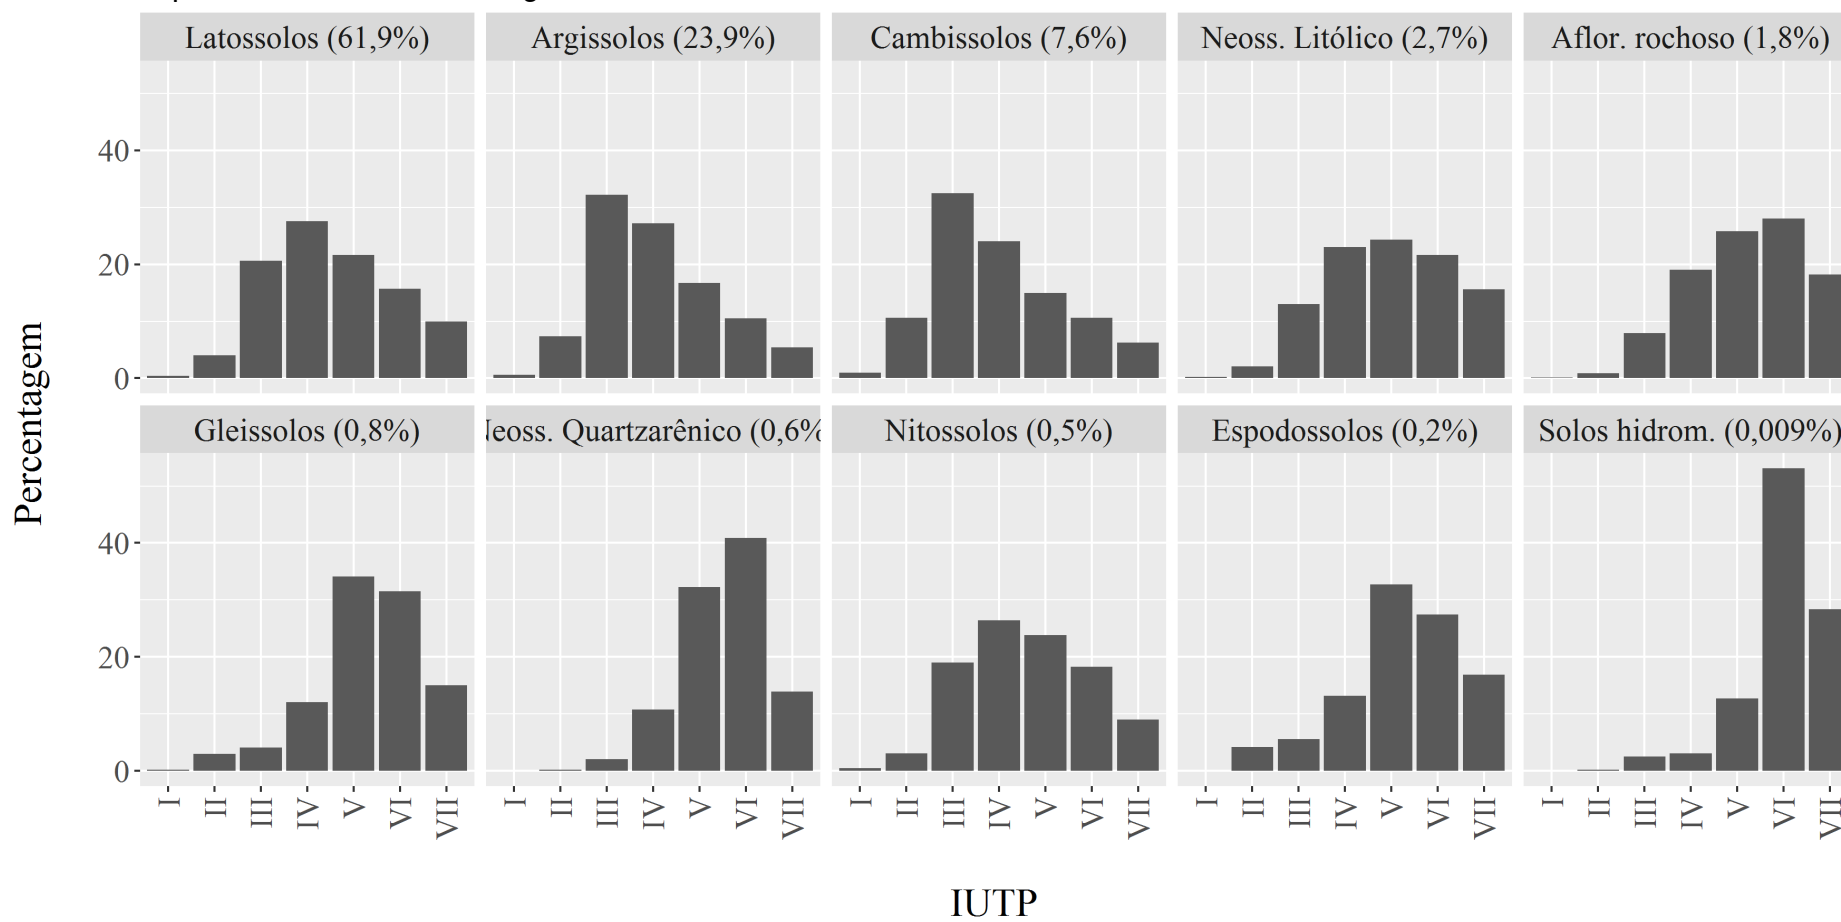 Latossolos (61,9%) Argissolos (23,9%) Cambissolos (7,6%) Neoss. Litólico (2,7%) Aflor. rochoso (1,8%)
40
20
0
Percentagem
Gleissolos (0,8%) Neoss. Quartzarênico (0,6% Nitossolos (0,5%) Espodossolos (0,2%) Solos hidrom. (0,009%)
40
20
0
I II III IV V VI VII I II III IV V VI VII I II III IV V VI VII I II III IV V VI VII I II III IV V VI VII
IUTP